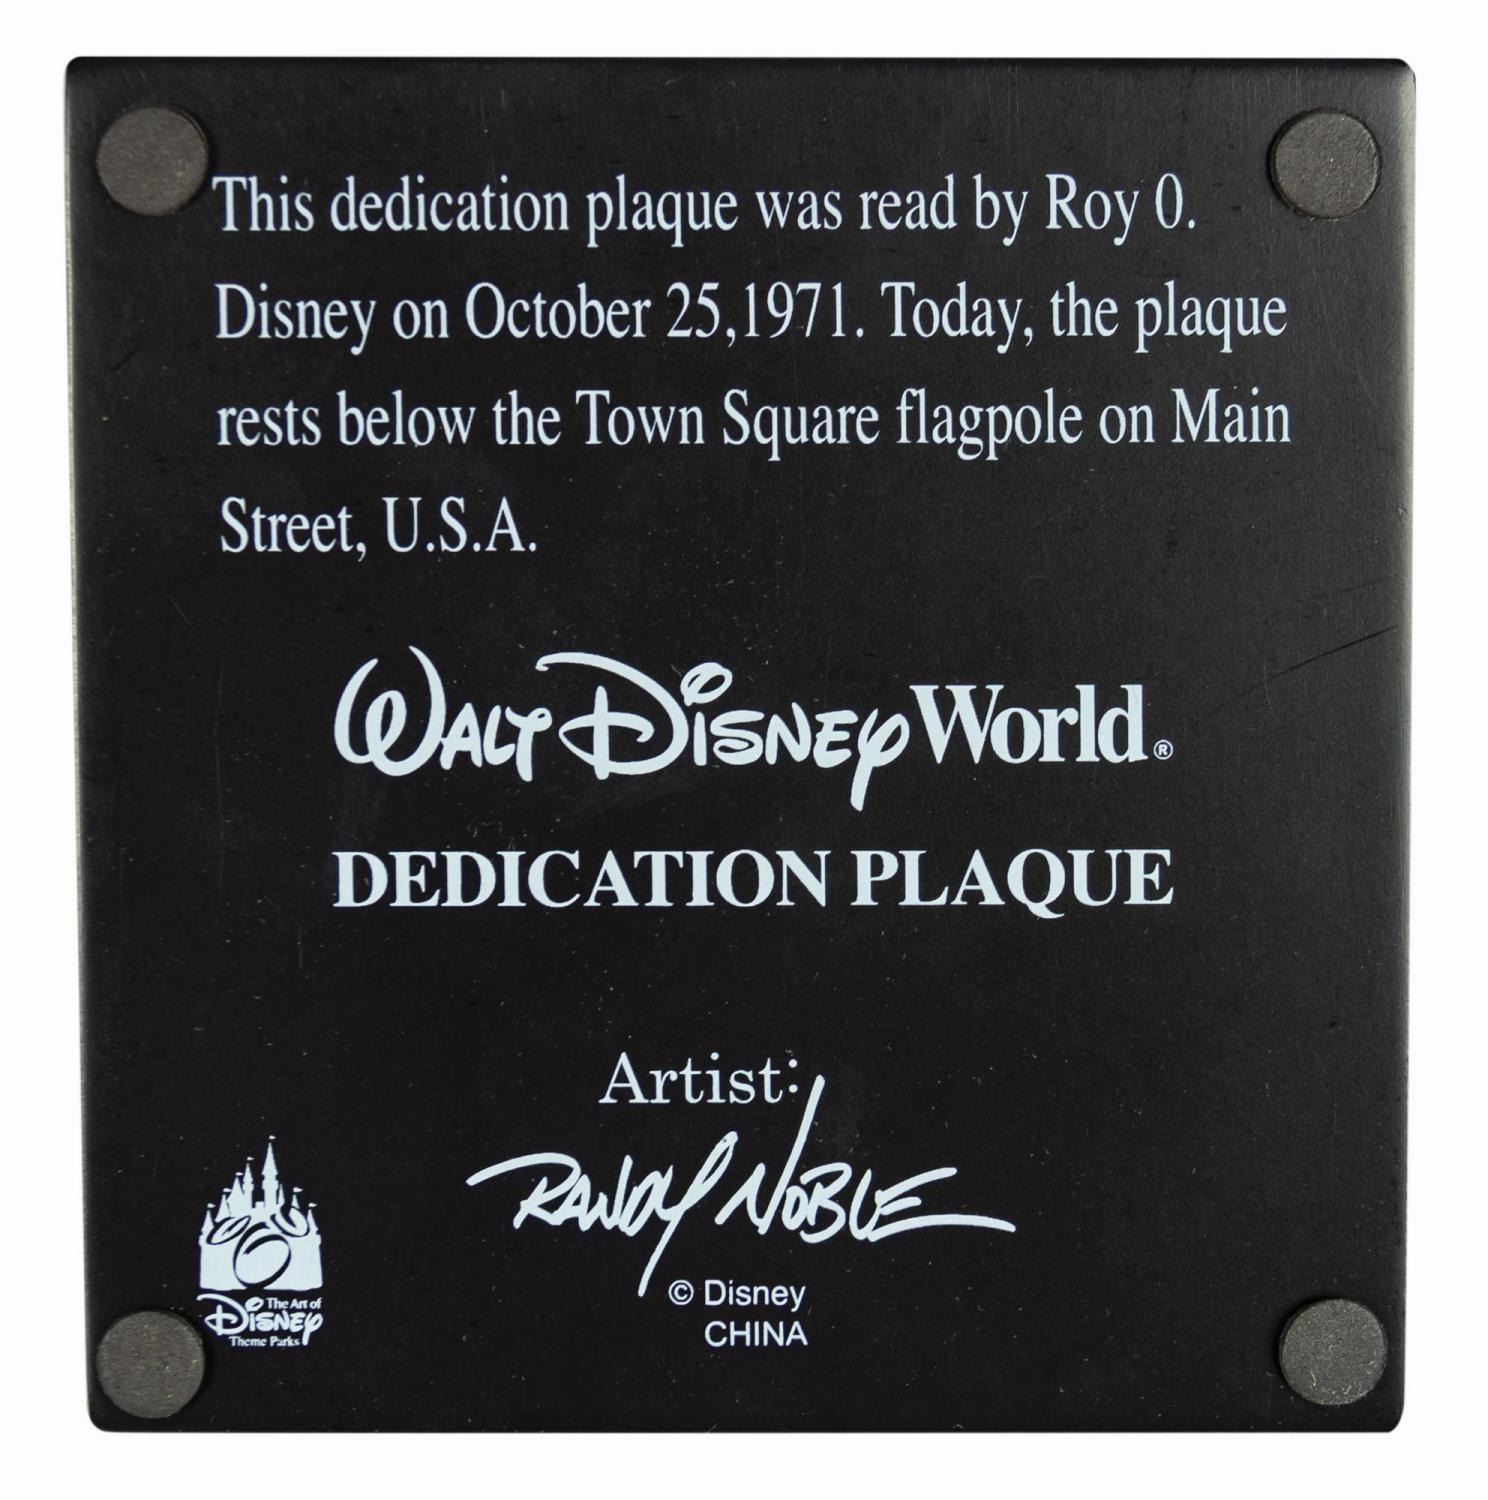 This dedication plaque was read by Roy O.
Disney on October 25,1971. Today, the plaque
rests below the Town Square flagpole on Main
Street, U.S.A.
WALT DISNEY World®
DEDICATION PLAQUE
Artist:
RANDY NOBLE
© Disney
CHINA
The Art of
DISNEY
Theme Parks